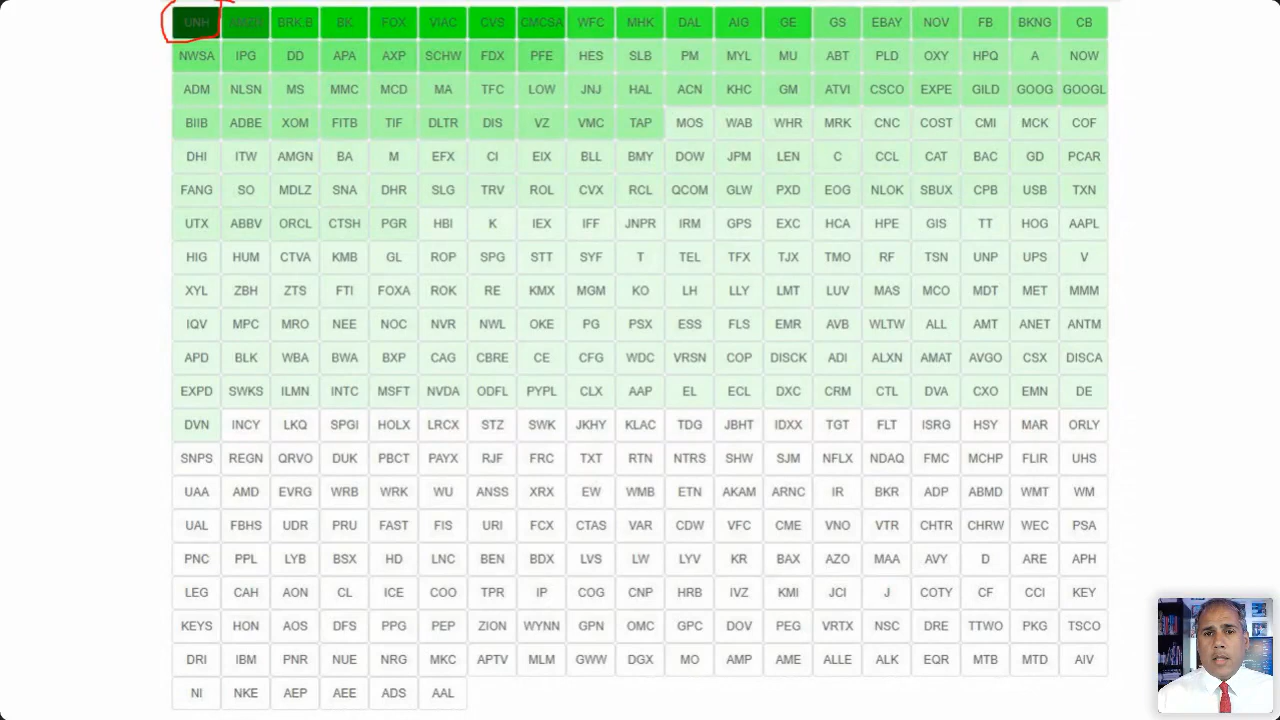 UNH AMZN BRK.B BK FOX VIAC CVS CMCSA WFC MHK DAL AIG GE GS EBAY NOV FB BKNG CB
NWSA IPG DD APA AXP SCHW FDX PFE HES SLB PM MYL MU ABT PLD OXY HPQ A NOW
ADM NLSN MS MMC MCD MA TFC LOW JNJ HAL ACN KHC GM ATVI CSCO EXPE GILD GOOG GOOGL
BIIB ADBE XOM FITB TIF DLTR DIS VZ VMC TAP MOS WAB WHR MRK CNC COST CMI MCK COF
DHI ITW AMGN BA M EFX CI EIX BLL BMY DOW JPM LEN C CCL CAT BAC GD PCAR
FANG SO MDLZ SNA DHR SLG TRV ROL CVX RCL QCOM GLW PXD EOG NLOK SBUX CPB USB TXN
UTX ABBV ORCL CTSH PGR HBI K IEX IFF JNPR IRM GPS EXC HCA HPE GIS TT HOG AAPL
HIG HUM CTVA KMB GL ROP SPG STT SYF T TEL TFX TJX TMO RF TSN UNP UPS V
XYL ZBH ZTS FTI FOXA ROK RE KMX MGM KO LH LLY LMT LUV MAS MCO MDT MET MMM
IQV MPC MRO NEE NOC NVR NWL OKE PG PSX ESS FLS EMR AVB WLTW ALL AMT ANET ANTM
APD BLK WBA BWA BXP CAG CBRE CE CFG WDC VRSN COP DISCK ADI ALXN AMAT AVGO CSX DISCA
EXPD SWKS ILMN INTC MSFT NVDA ODFL PYPL CLX AAP EL ECL DXC CRM CTL DVA CXO EMN DE
DVN INCY LKQ SPGI HOLX LRCX STZ SWK JKHY KLAC TDG JBHT IDXX TGT FLT ISRG HSY MAR ORLY
SNPS REGN QRVO DUK PBCT PAYX RJF FRC TXT RTN NTRS SHW SJM NFLX NDAQ FMC MCHP FLIR UHS
UAA AMD EVRG WRB WRK WU ANSS XRX EW WMB ETN AKAM ARNC IR BKR ADP ABMD WMT WM
UAL FBHS UDR PRU FAST FIS URI FCX CTAS VAR CDW VFC CME VNO VTR CHTR CHRW WEC PSA
PNC PPL LYB BSX HD LNC BEN BDX LVS LW LYV KR BAX AZO MAA AVY D ARE APH
LEG CAH AON CL ICE COO TPR IP COG CNP HRB IVZ KMI JCI J COTY CF CCI KEY
KEYS HON AOS DFS PPG PEP ZION WYNN GPN OMC GPC DOV PEG VRTX NSC DRE TTWO PKG TSCO
DRI IBM PNR NUE NRG MKC APTV MLM GWW DGX MO AMP AME ALLE ALK EQR MTB MTD AIV
NI NKE AEP AEE ADS AAL